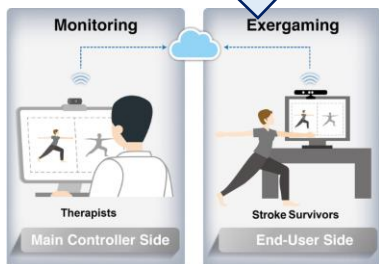 Monitoring
Exergaming
Therapists
Stroke Survivors
Main Controller Side
End-User Side